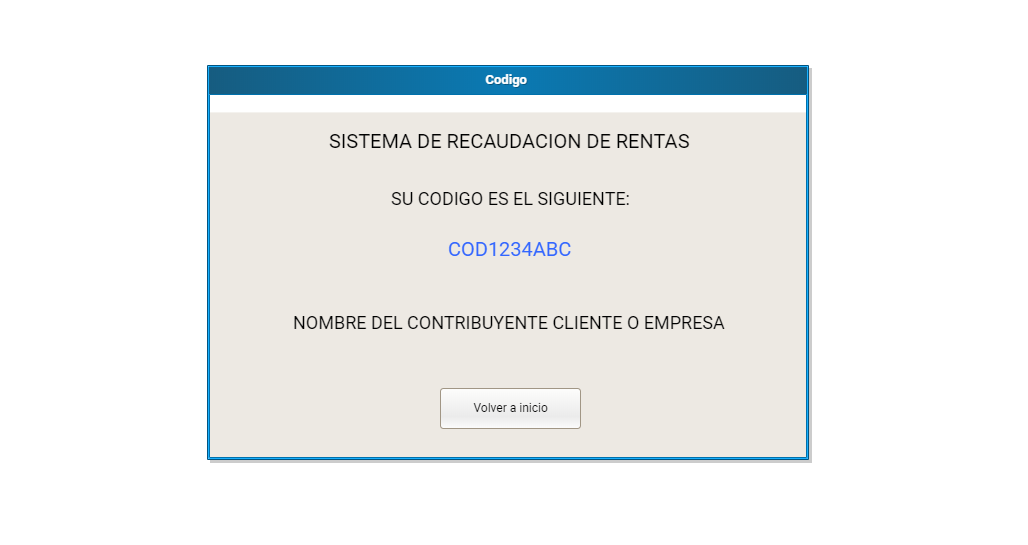 Codigo
SISTEMA DE RECAUDACION DE RENTAS
SU CODIGO ES EL SIGUIENTE:
COD1234ABC
NOMBRE DEL CONTRIBUYENTE CLIENTE O EMPRESA
Volver a inicio